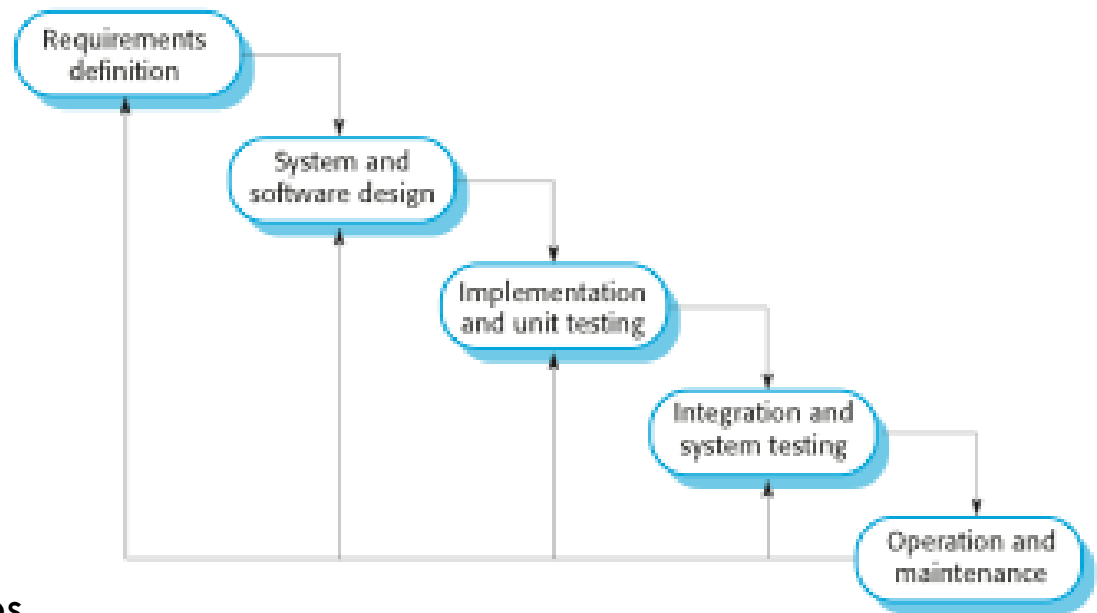 Requirements
definition
System and
software design
Implementation
and unit testing
Integration and
system testing
Operation and
maintenance